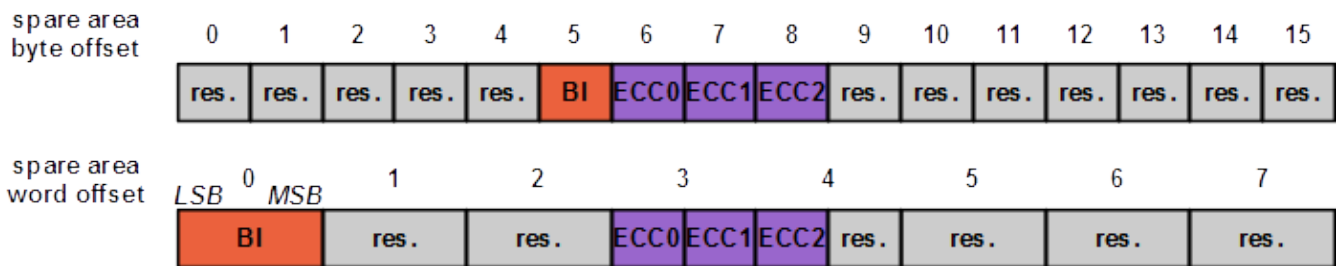 spare area
byte offset
0 1 2 3 4 5 6 7 8 9 10 11 12 13 14 15
res. res. res. res. res. BI ECC0 ECC1 ECC2 res. res. res. res. res. res. res.
spare area
word offset
LSB 0 MSB 1 2 3 4 5 6 7
BI res. res. ECC0 ECC1 ECC2 res. res. res. res.